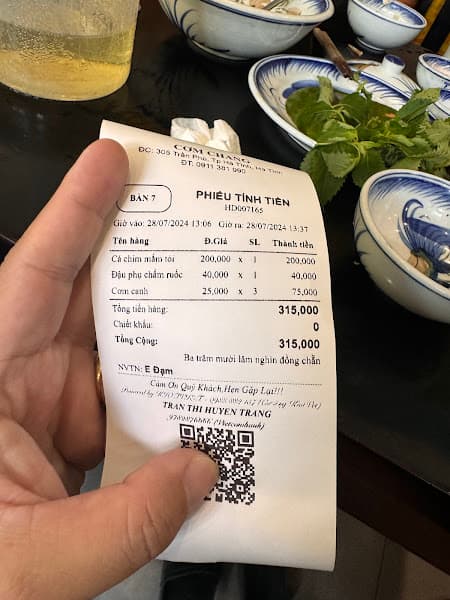 CƠM CHANG
ĐC: 305 Trần Phú, Tp Hà Tĩnh, Hà Tĩnh
ĐT: 0911 381 990
BÀN 7
PHIẾU TÍNH TIỀN
HD007165
Giờ vào: 28/07/2024 13:06 Giờ ra: 28/07/2024 13:37
Tên hàng Đ.Giá SL Thành tiền
Cá chim mắm tỏi 200,000 x 1 200,000
Đậu phụ chấm ruốc 40,000 x 1 40,000
Cơm canh 25,000 x 3 75,000
Tổng tiền hàng: 315,000
Chiết khấu: 0
Tổng Cộng: 315,000
Ba trăm mười lăm nghìn đồng chẵn
NVTN: E Đạm
Cảm Ơn Quý Khách, Hẹn Gặp Lại!!!
Powered by
TRAN THI HUYEN TRANG
(Vietcombank)